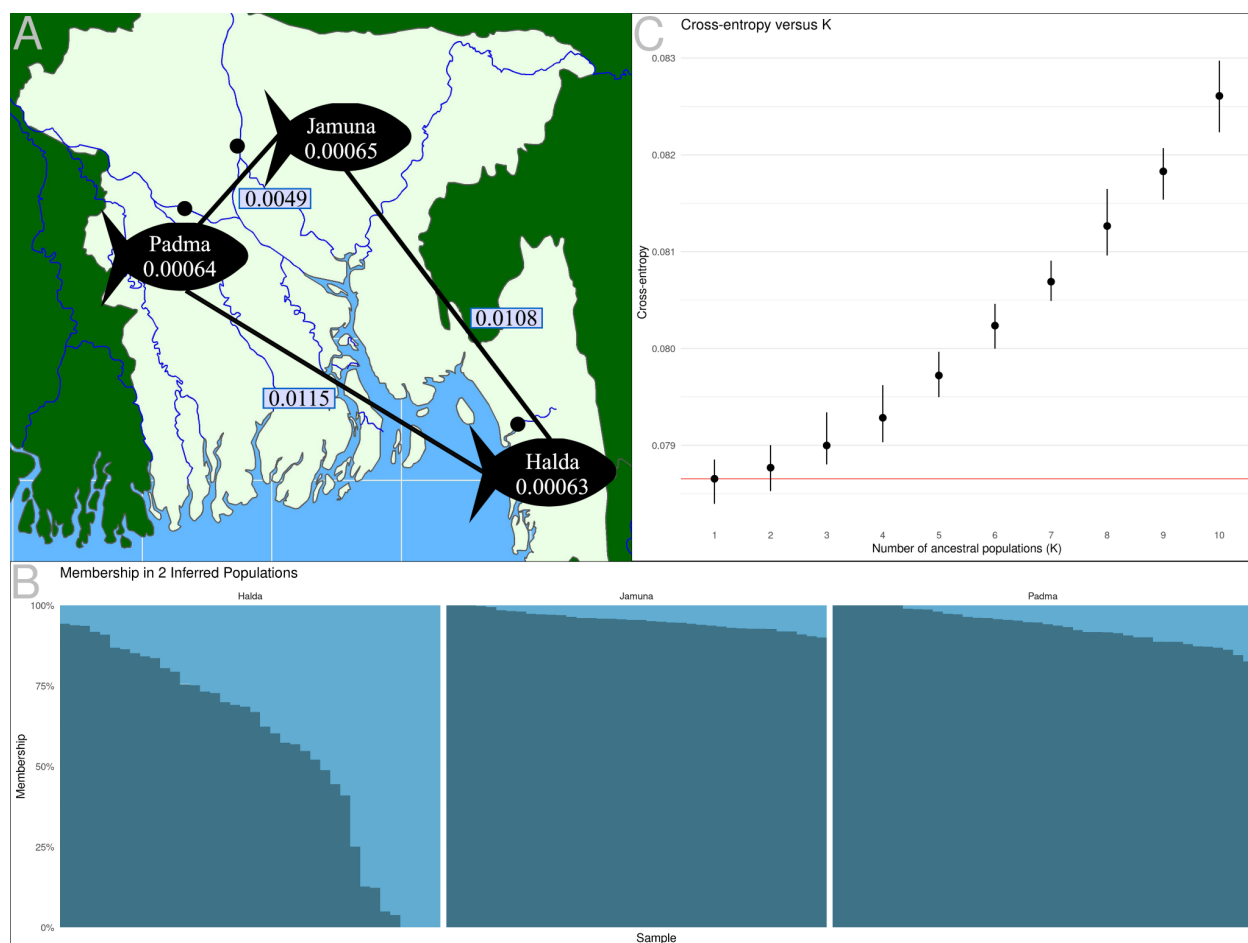 A
Jamuna
0.00065
0.0049
Padma
0.00064
0.0108
0.0115
Halda
0.00063
C
Cross-entropy versus K
0.083
0.082
0.081
0.080
0.079
Cross-entropy
1 2 3 4 5 6 7 8 9 10
Number of ancestral populations (K)
B
Membership in 2 Inferred Populations
Halda Jamuna Padma
100%
75%
50%
25%
0%
Membership
Sample